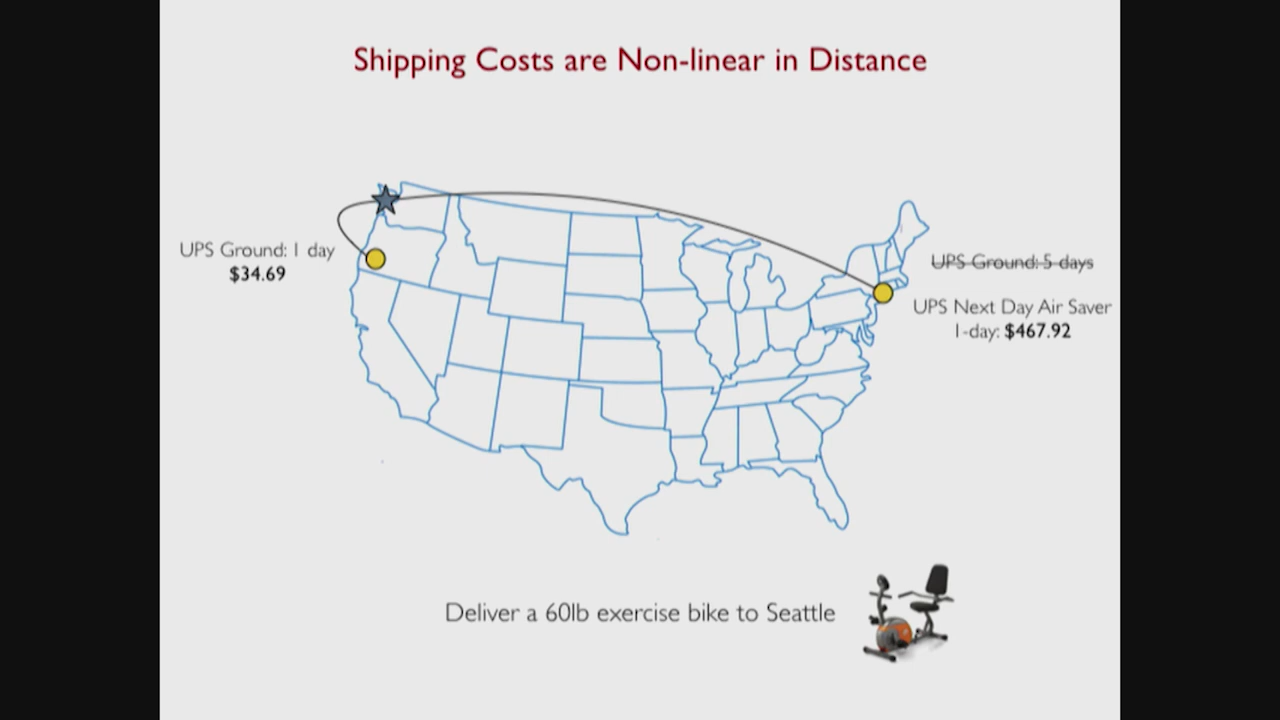 Shipping Costs are Non-linear in Distance
UPS Ground: 1 day
$34.69
UPS Ground: 5 days
UPS Next Day Air Saver
1-day: $467.92
Deliver a 60lb exercise bike to Seattle